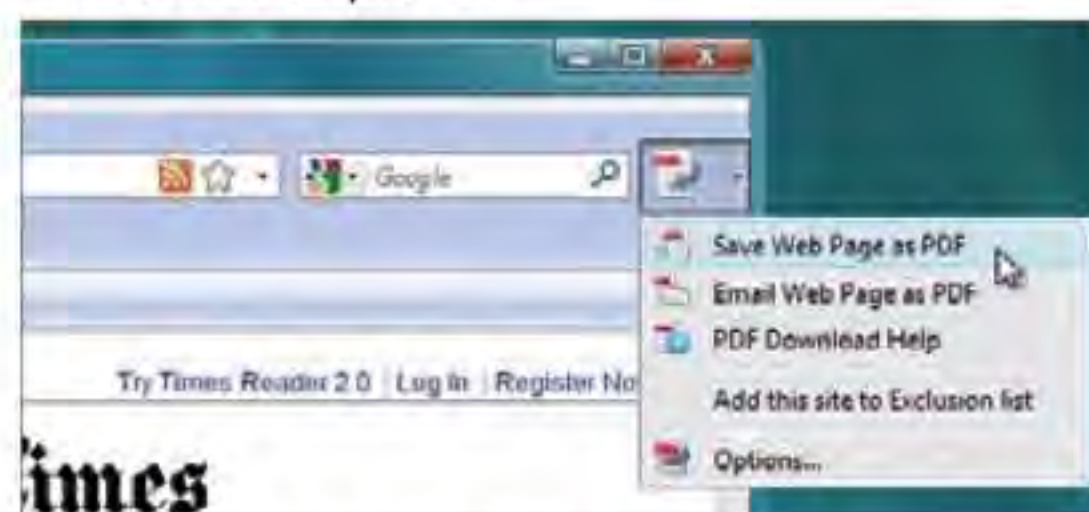 Google
Save Web Page as PDF
Email Web Page as PDF
PDF Download Help
Try Times Reader 2.0 Log In Register No
Add this site to Exclusion list
Options...
Times